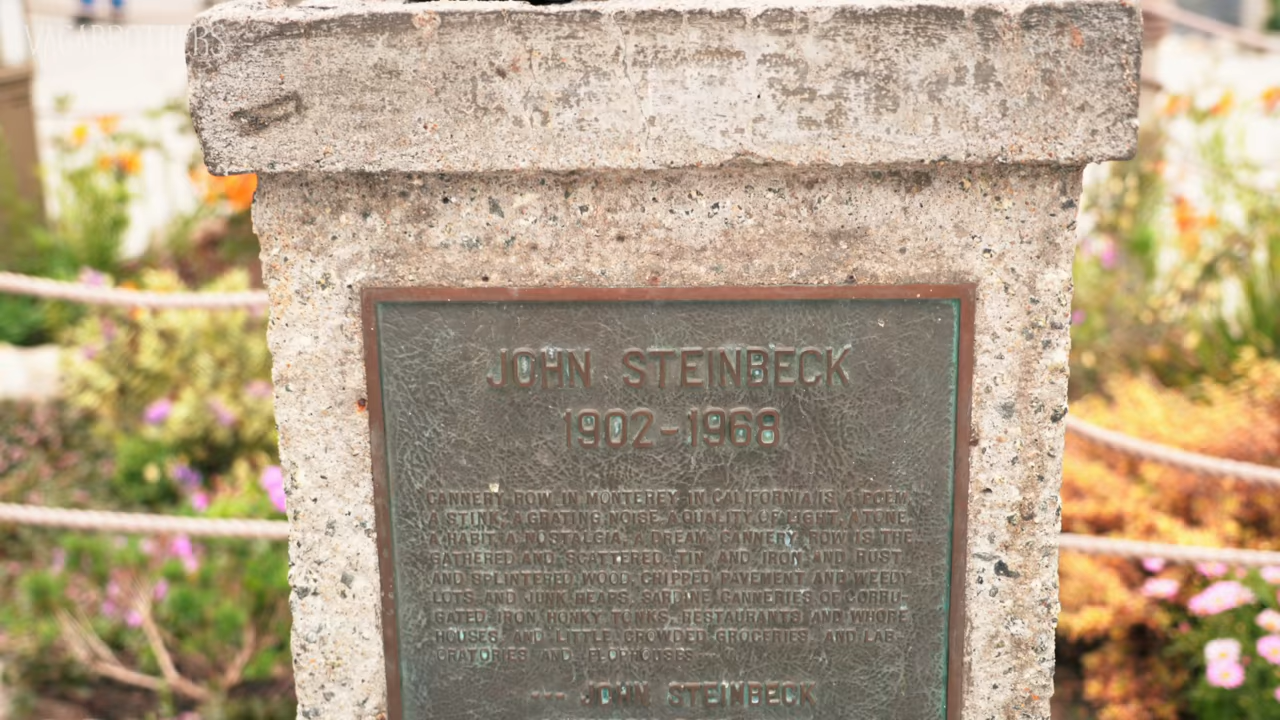 VAGABROTHERS
JOHN STEINBECK
1902-1968
CANNERY ROW IN MONTEREY IN CALIFORNIA IS A POEM,
A STINK, A GRATING NOISE, A QUALITY OF LIGHT, A TONE,
A HABIT, A NOSTALGIA, A DREAM. CANNERY ROW IS THE
GATHERED AND SCATTERED, TIN AND IRON AND RUST
AND SPLINTERED WOOD, CHIPPED PAVEMENT AND WEEDY
LOTS AND JUNK HEAPS, SARDINE CANNERIES OF CORRU-
GATED IRON, HONKY TONKS, RESTAURANTS AND WHORE
HOUSES, AND LITTLE CROWDED GROCERIES, AND LAB-
ORATORIES AND FLOPHOUSES.
--- JOHN STEINBECK